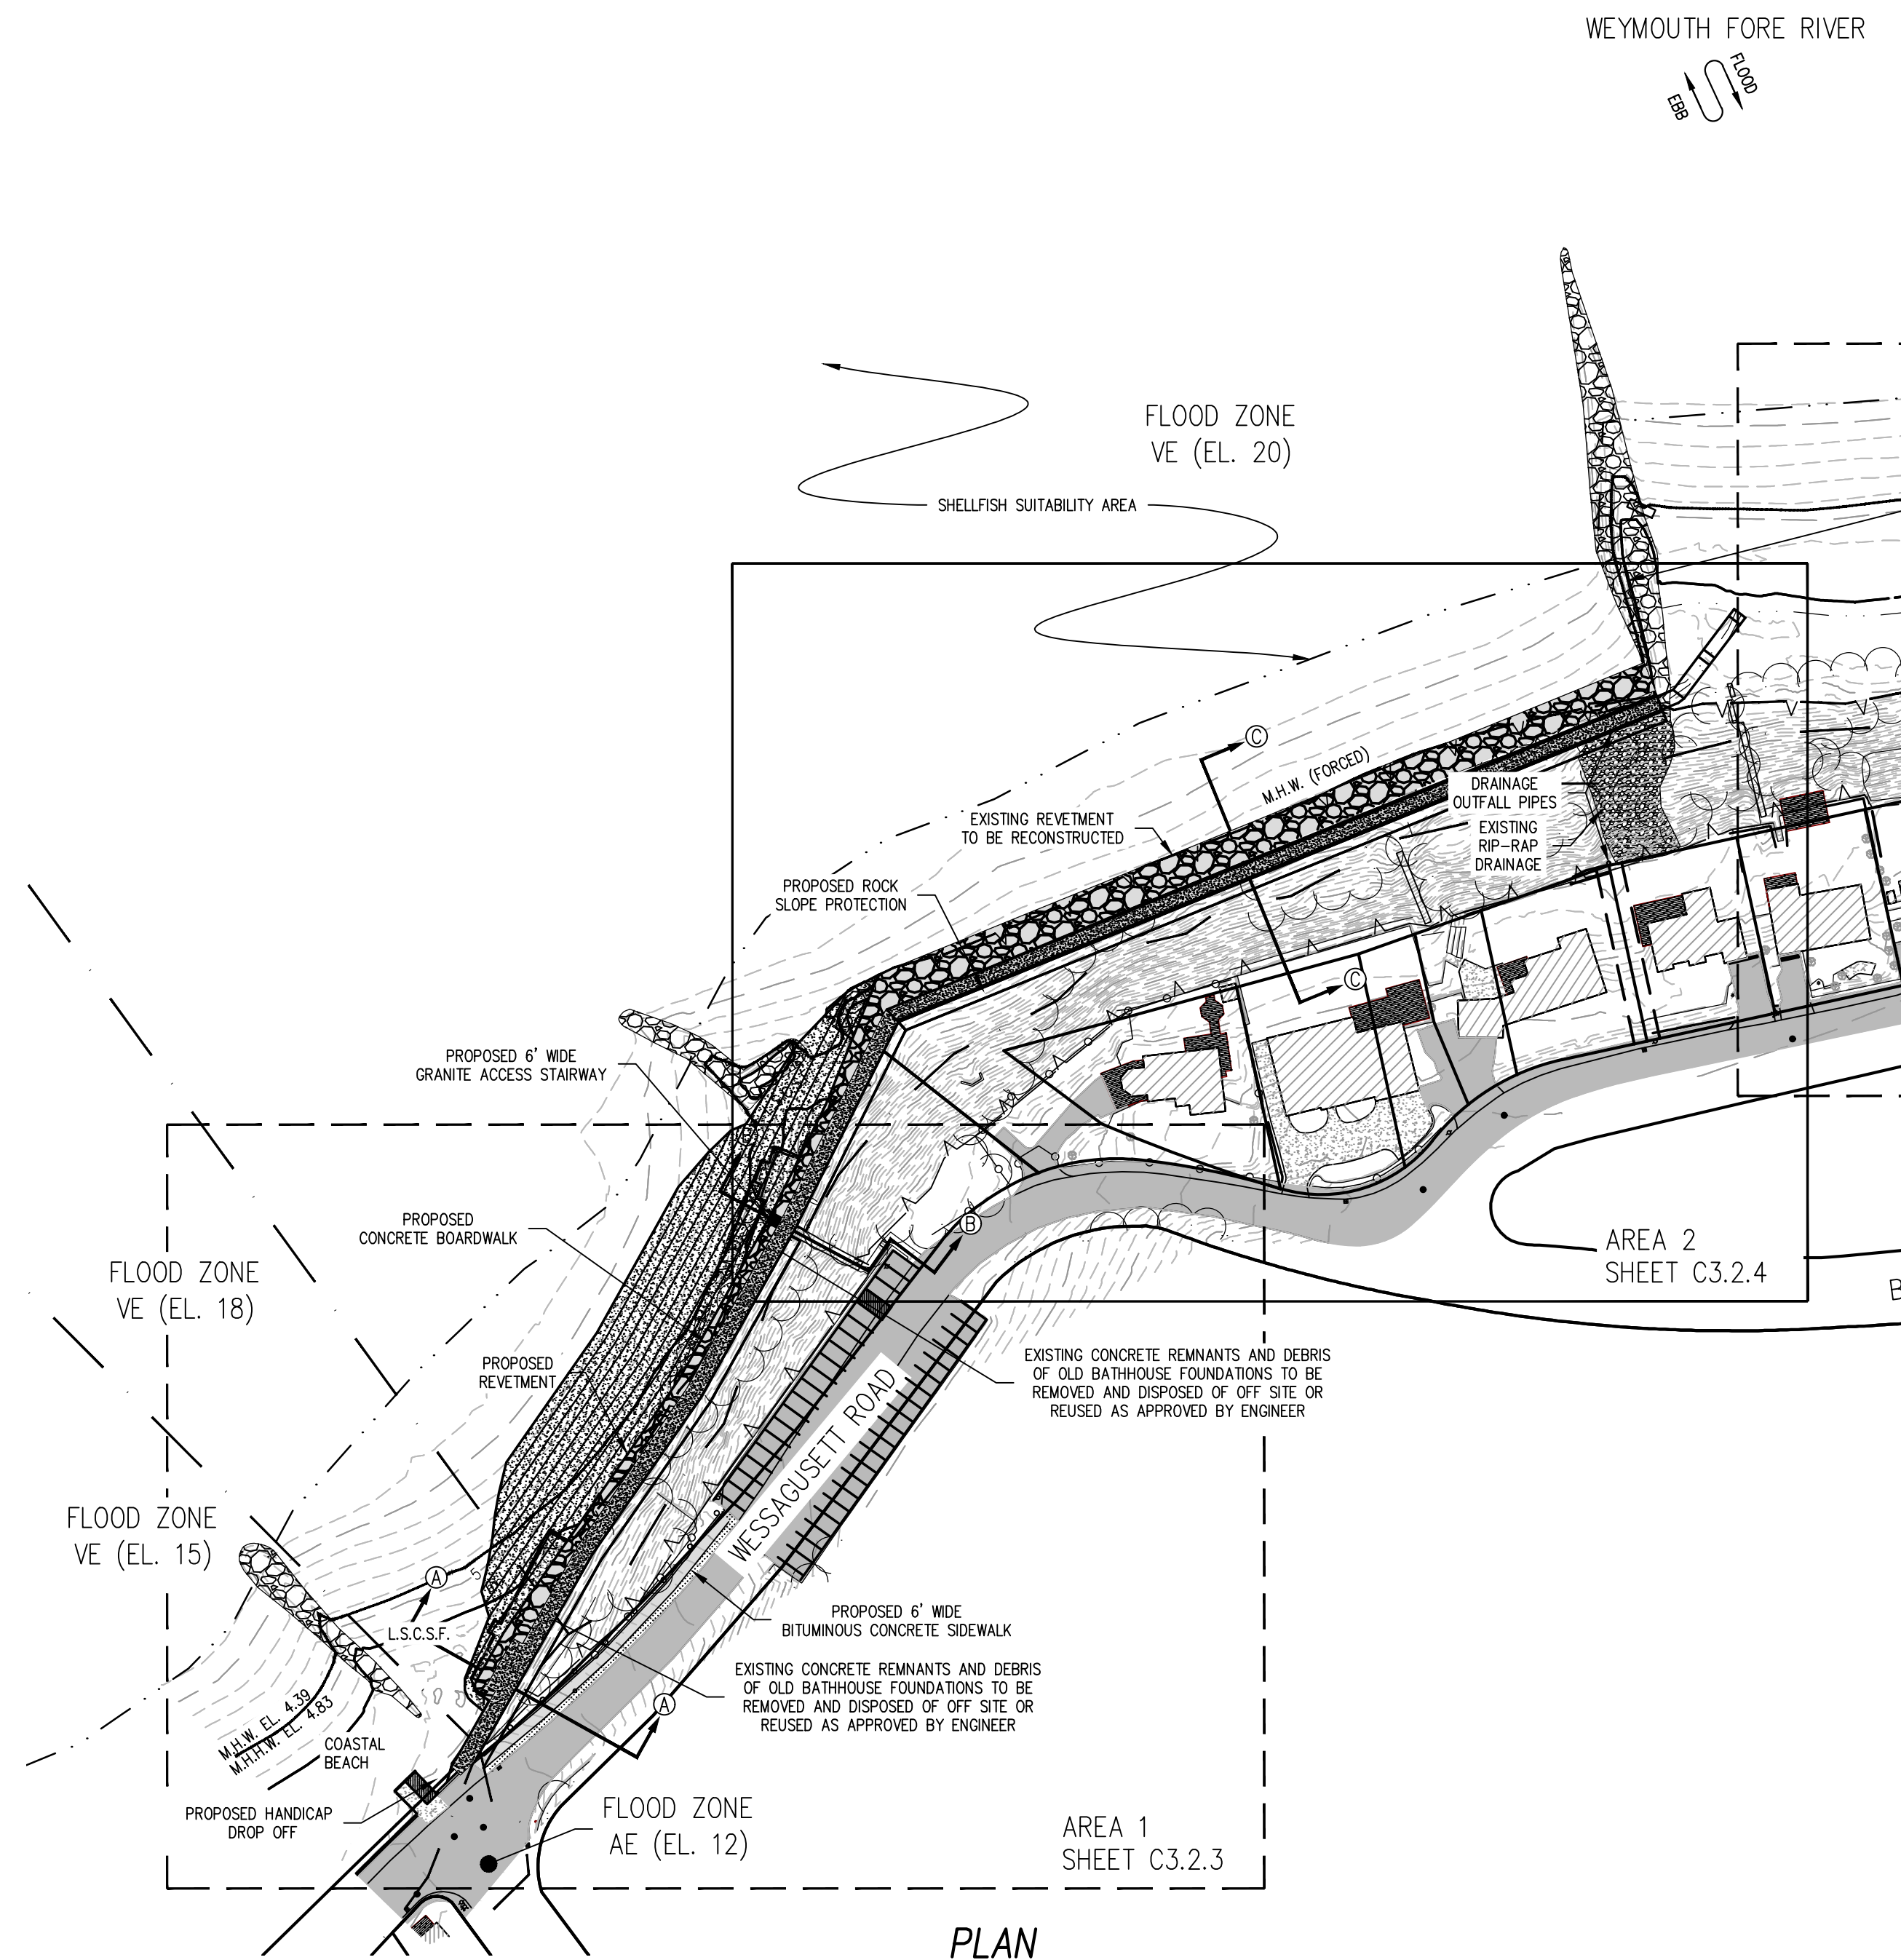 WEYMOUTH FORE RIVER
FLOOD
EBB
FLOOD ZONE
VE (EL. 20)
SHELLFISH SUITABILITY AREA
C
M.H.W. (FORCED)
DRAINAGE
OUTFALL PIPES
EXISTING REVETMENT
TO BE RECONSTRUCTED
EXISTING
RIP-RAP
DRAINAGE
PROPOSED ROCK
SLOPE PROTECTION
C
PROPOSED 6' WIDE
GRANITE ACCESS STAIRWAY
PROPOSED
CONCRETE BOARDWALK
B
AREA 2
SHEET C3.2.4
B
FLOOD ZONE
VE (EL. 18)
PROPOSED
REVETMENT
EXISTING CONCRETE REMNANTS AND DEBRIS
OF OLD BATHHOUSE FOUNDATIONS TO BE
REMOVED AND DISPOSED OF OFF SITE OR
REUSED AS APPROVED BY ENGINEER
WESSAGUSETT ROAD
FLOOD ZONE
VE (EL. 15)
A
5
L.S.C.S.F.
PROPOSED 6' WIDE
BITUMINOUS CONCRETE SIDEWALK
EXISTING CONCRETE REMNANTS AND DEBRIS
OF OLD BATHHOUSE FOUNDATIONS TO BE
REMOVED AND DISPOSED OF OFF SITE OR
REUSED AS APPROVED BY ENGINEER
A
M.H.W. EL. 4.39
M.H.H.W. EL. 4.83
COASTAL
BEACH
PROPOSED HANDICAP
DROP OFF
FLOOD ZONE
AE (EL. 12)
AREA 1
SHEET C3.2.3
PLAN